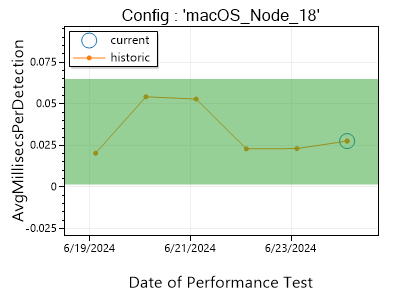 Config : 'macOS_Node_18'
current
historic
AvgMillisecsPerDetection
0.075
0.05
0.025
0
-0.025
6/19/2024
6/21/2024
6/23/2024
Date of Performance Test